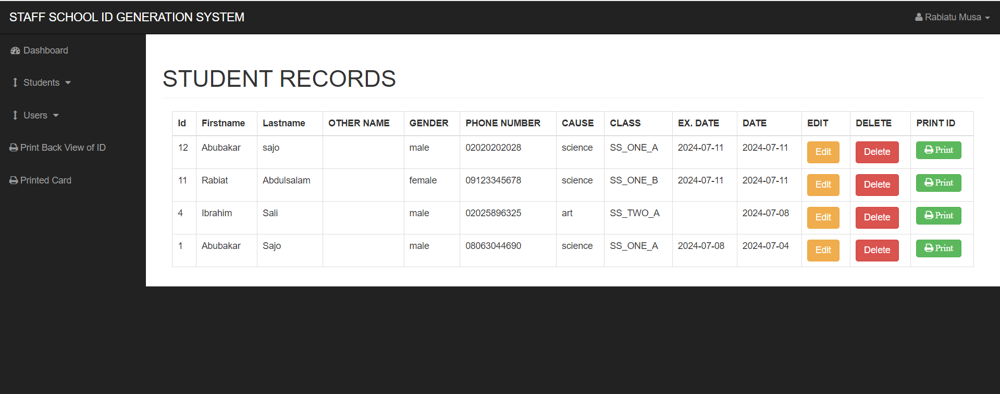 STAFF SCHOOL ID GENERATION SYSTEM
Rabiatu Musa
Dashboard
Students
Users
Print Back View of ID
Printed Card
STUDENT RECORDS
Id Firstname Lastname OTHER NAME GENDER PHONE NUMBER CAUSE CLASS EX. DATE DATE EDIT DELETE PRINT ID
12 Abubakar sajo male 02020202028 science SS_ONE_A 2024-07-11 2024-07-11 Edit Delete Print
11 Rabiat Abdulsalam female 09123345678 science SS_ONE_B 2024-07-11 2024-07-11 Edit Delete Print
4 Ibrahim Sali male 02025896325 art SS_TWO_A 2024-07-08 Edit Delete Print
1 Abubakar Sajo male 08063044690 science SS_ONE_A 2024-07-08 2024-07-04 Edit Delete Print